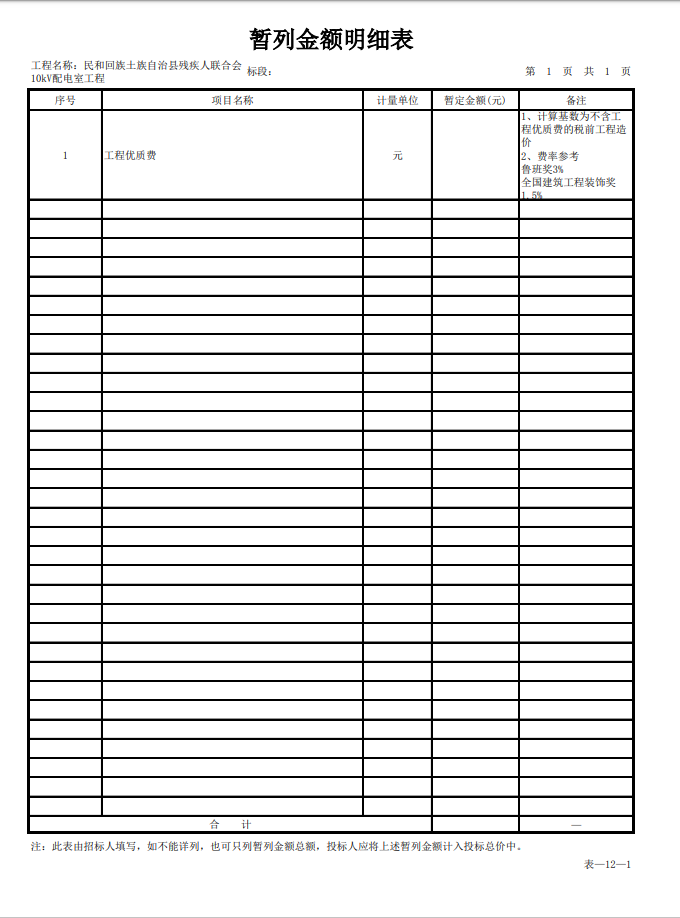 暂列金额明细表
工程名称：民和回族土族自治县残疾人联合会
10kV配电室工程
标段：
第 1 页 共 1 页
序号 项目名称 计量单位 暂定金额(元) 备注
1 工程优质费 元
1、计算基数为不含工
程优质费的税前工程造
价
2、费率参考
鲁班奖3%
全国建筑工程装饰奖
1.5%
合 计 —
注：此表由招标人填写，如不能详列，也可只列暂列金额总额，投标人应将上述暂列金额计入投标总价中。
表—12—1